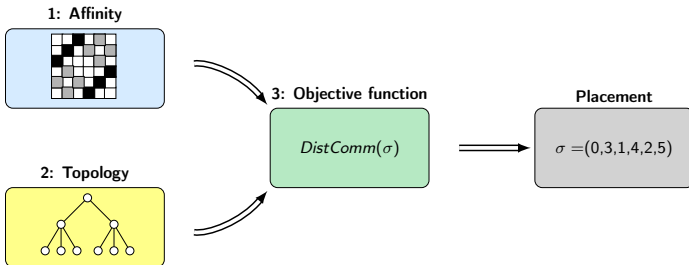 1: Affinity
2: Topology
3: Objective function
DistComm(σ)
Placement
σ =(0,3,1,4,2,5)